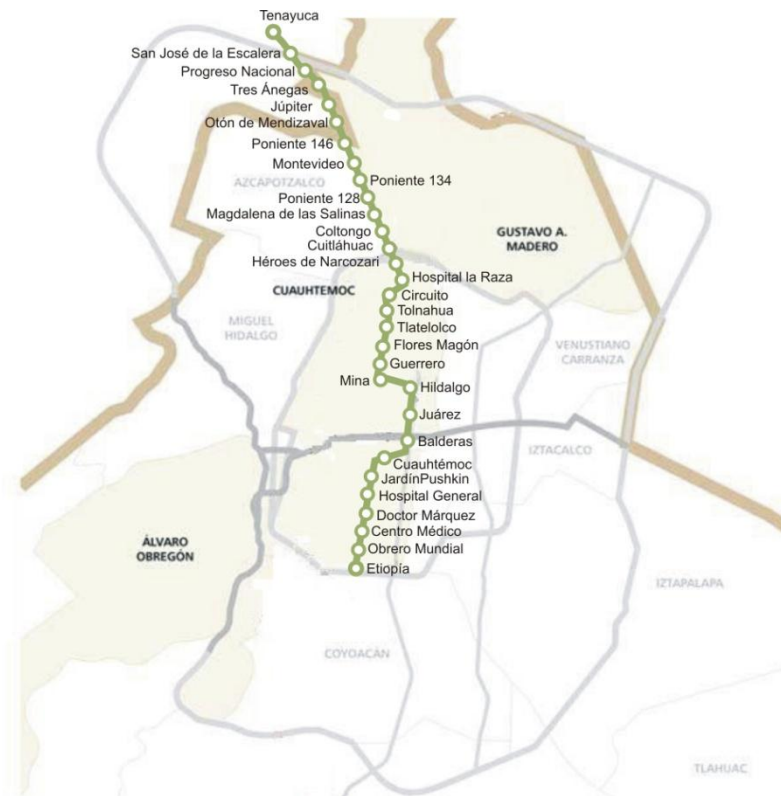 Tenayuca
San José de la Escalera
Progreso Nacional
Tres Ánegas
Júpiter
Otón de Mendizaval
Poniente 146
Montevideo
AZCAPOTZALCO
Poniente 134
Poniente 128
Magdalena de las Salinas
Coltongo
GUSTAVO A.
MADERO
Cuitláhuac
Héroes de Narcozari
Hospital la Raza
CUAUHTEMOC
Circuito
Tolnahua
MIGUEL
HIDALGO
Tlatelolco
Flores Magón
VENUSTIANO
CARRANZA
Guerrero
Mina
Hildalgo
Juárez
Balderas
IZTACALCO
Cuauhtémoc
JardínPushkin
Hospital General
Doctor Márquez
Centro Médico
ÁLVARO
OBREGÓN
Obrero Mundial
Etiopía
IZTAPALAPA
COYOACÁN
TLAHUAC